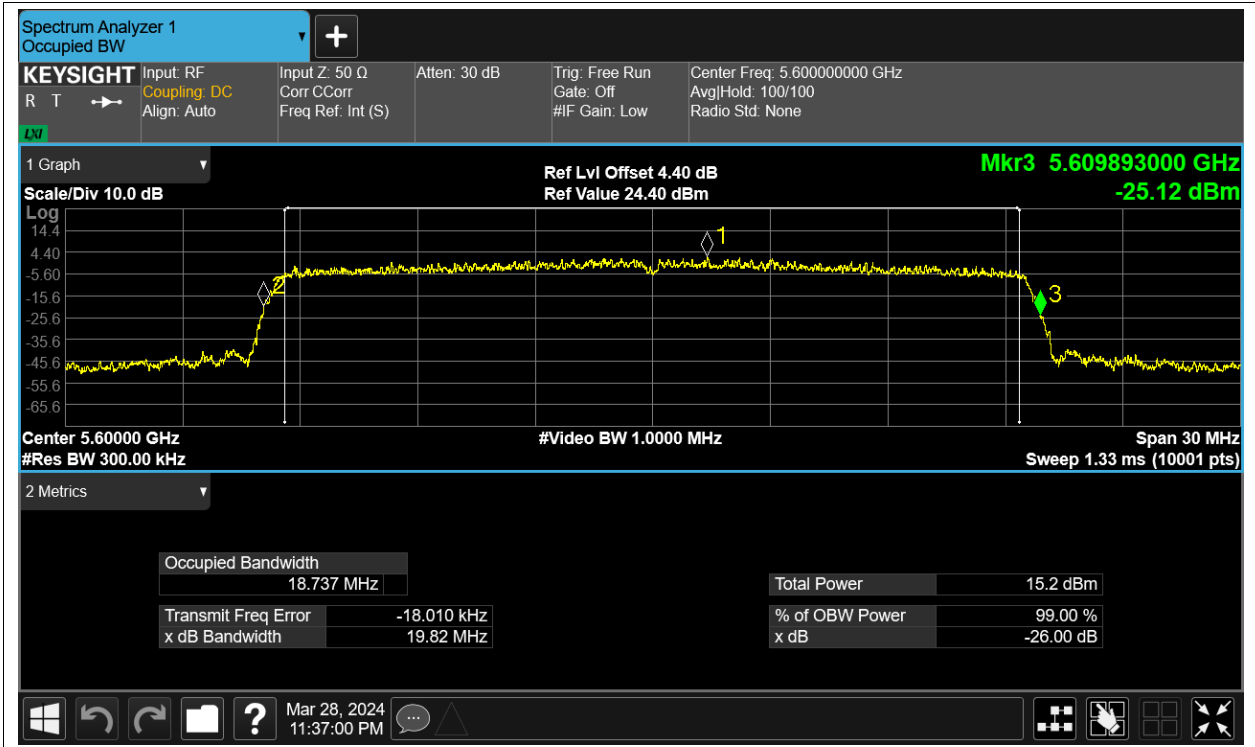 Spectrum Analyzer 1
Occupied BW
KEYSIGHT
R T
LXI
Input: RF
Coupling: DC
Align: Auto
Input Z: 50 Ω
Corr CCorr
Freq Ref: Int (S)
Atten: 30 dB
Trig: Free Run
Gate: Off
#IF Gain: Low
Center Freq: 5.600000000 GHz
Avg|Hold: 100/100
Radio Std: None
1 Graph
Scale/Div 10.0 dB
Ref Lvl Offset 4.40 dB
Ref Value 24.40 dBm
Mkr3 5.609893000 GHz
-25.12 dBm
Log
14.4
4.40
-5.60
-15.6
-25.6
-35.6
-45.6
-55.6
-65.6
1
2
3
Center 5.60000 GHz
#Res BW 300.00 kHz
#Video BW 1.0000 MHz
Span 30 MHz
Sweep 1.33 ms (10001 pts)
2 Metrics
Occupied Bandwidth
18.737 MHz
Transmit Freq Error -18.010 kHz
x dB Bandwidth 19.82 MHz
Total Power 15.2 dBm
% of OBW Power 99.00 %
x dB -26.00 dB
?
Mar 28, 2024
11:37:00 PM